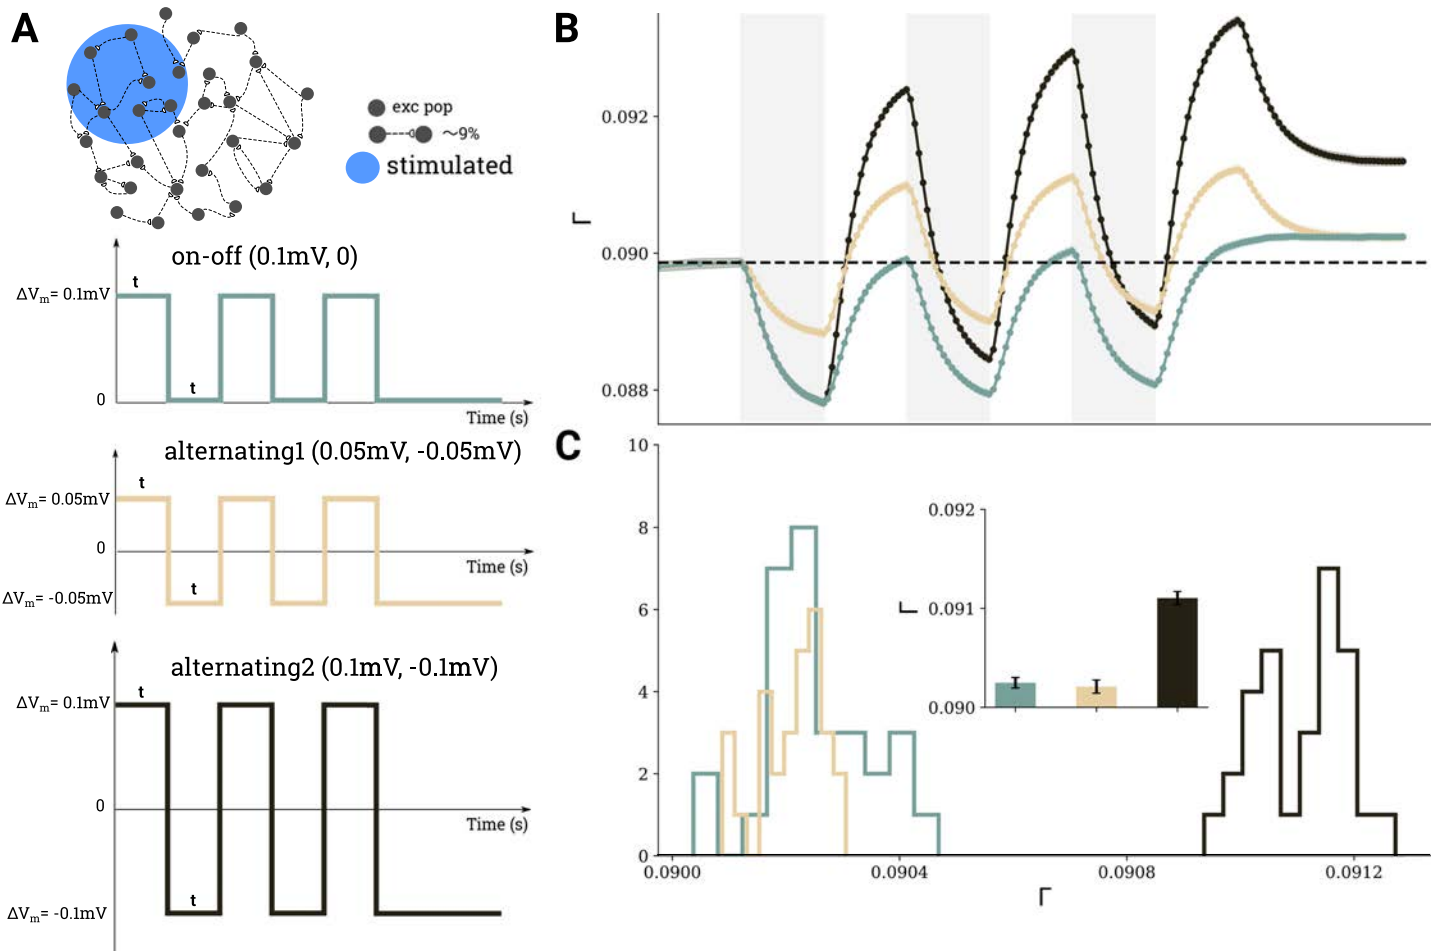 A
exc pop
~9%
stimulated
on-off (0.1mV, 0)
t
ΔVm= 0.1mV
t
0
Time (s)
alternating1 (0.05mV, -0.05mV)
t
ΔVm= 0.05mV
0
Time (s)
t
ΔVm= -0.05mV
alternating2 (0.1mV, -0.1mV)
t
ΔVm= 0.1mV
0
Time (s)
t
ΔVm= -0.1mV
B
0.092
Γ
0.090
0.088
C
10
8
6
4
2
0
0.0900
0.0904
0.0908
0.0912
Γ
0.092
Γ
0.091
0.090